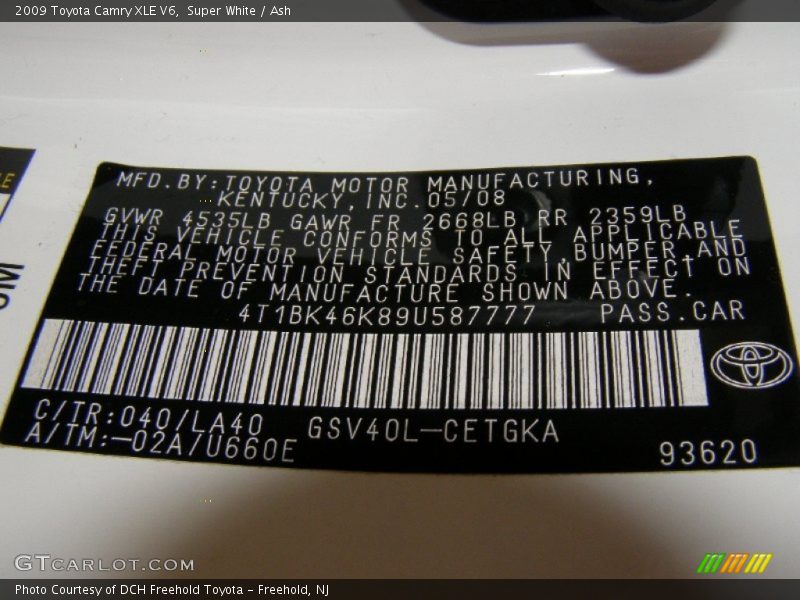 2009 Toyota Camry XLE V6, Super White / Ash
MFD.BY:TOYOTA MOTOR MANUFACTURING,
KENTUCKY,INC.05/08
GVWR 4535LB GAWR FR 2668LB RR 2359LB
THIS VEHICLE CONFORMS TO ALL APPLICABLE
FEDERAL MOTOR VEHICLE SAFETY,BUMPER,AND
THEFT PREVENTION STANDARDS IN EFFECT ON
THE DATE OF MANUFACTURE SHOWN ABOVE.
4T1BK46K89U587777 PASS.CAR
C/TR:040/LA40 GSV40L-CETGKA
A/TM:-02A/U660E 93620
GTCARLOT.COM
Photo Courtesy of DCH Freehold Toyota - Freehold, NJ